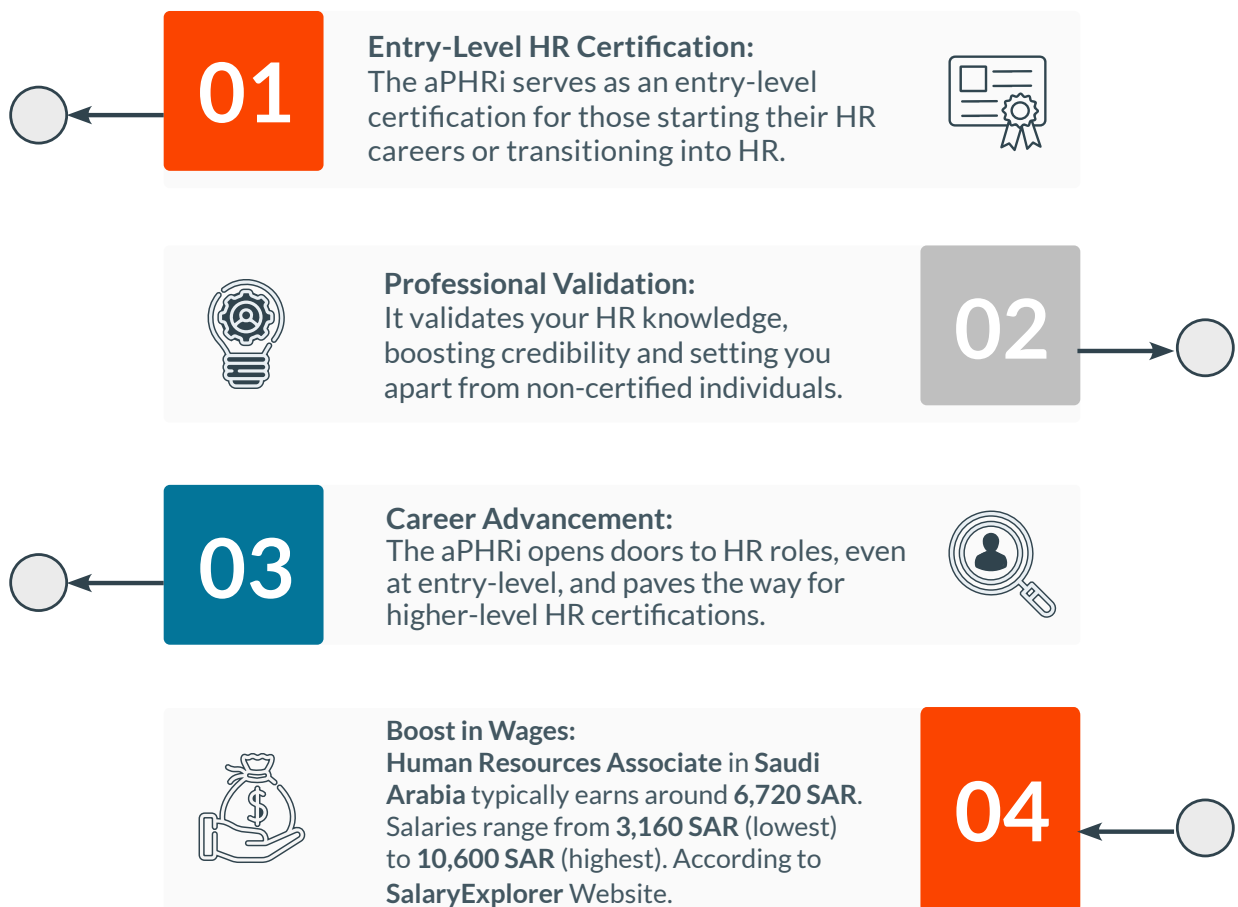 01
Entry-Level HR Certification:
The aPHRi serves as an entry-level
certification for those starting their HR
careers or transitioning into HR.
Professional Validation:
It validates your HR knowledge,
boosting credibility and setting you
apart from non-certified individuals.
02
03
Career Advancement:
The aPHRi opens doors to HR roles, even
at entry-level, and paves the way for
higher-level HR certifications.
Boost in Wages:
Human Resources Associate in Saudi
Arabia typically earns around 6,720 SAR.
Salaries range from 3,160 SAR (lowest)
to 10,600 SAR (highest). According to
SalaryExplorer Website.
04
$